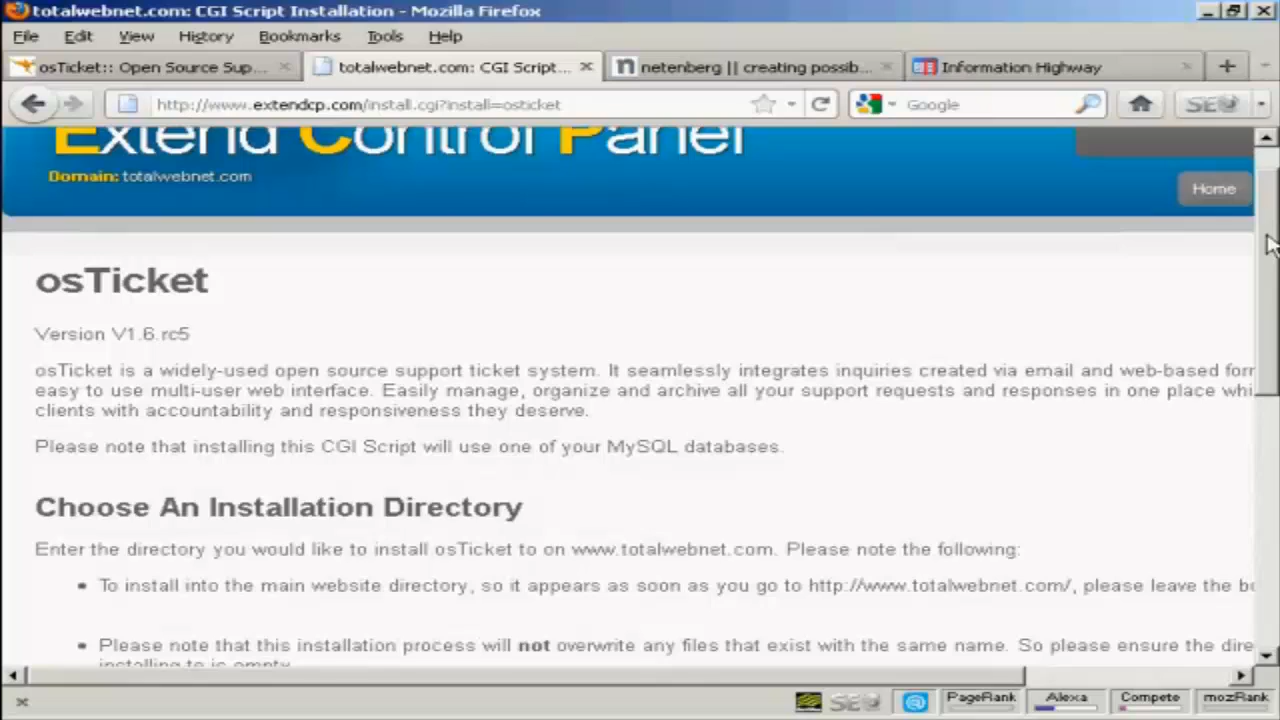 totalwebnet.com: CGI Script Installation - Mozilla Firefox
File Edit View History Bookmarks Tools Help
osTicket:: Open Source Sup... totalwebnet.com: CGI Script... netenberg || creating possib... Information Highway
http://www.extendcp.com/install.cgi?install=osticket Google SEO
Extend Control Panel
Domain: totalwebnet.com
Home
osTicket
Version V1.6.rc5
osTicket is a widely-used open source support ticket system. It seamlessly integrates inquiries created via email and web-based for
easy to use multi-user web interface. Easily manage, organize and archive all your support requests and responses in one place whi
clients with accountability and responsiveness they deserve.
Please note that installing this CGI Script will use one of your MySQL databases.
Choose An Installation Directory
Enter the directory you would like to install osTicket to on www.totalwebnet.com. Please note the following:
• To install into the main website directory, so it appears as soon as you go to http://www.totalwebnet.com/, please leave the b
• Please note that this installation process will not overwrite any files that exist with the same name. So please ensure the dire
installing to is empty.
SEO PageRank Alexa Compete mozRank